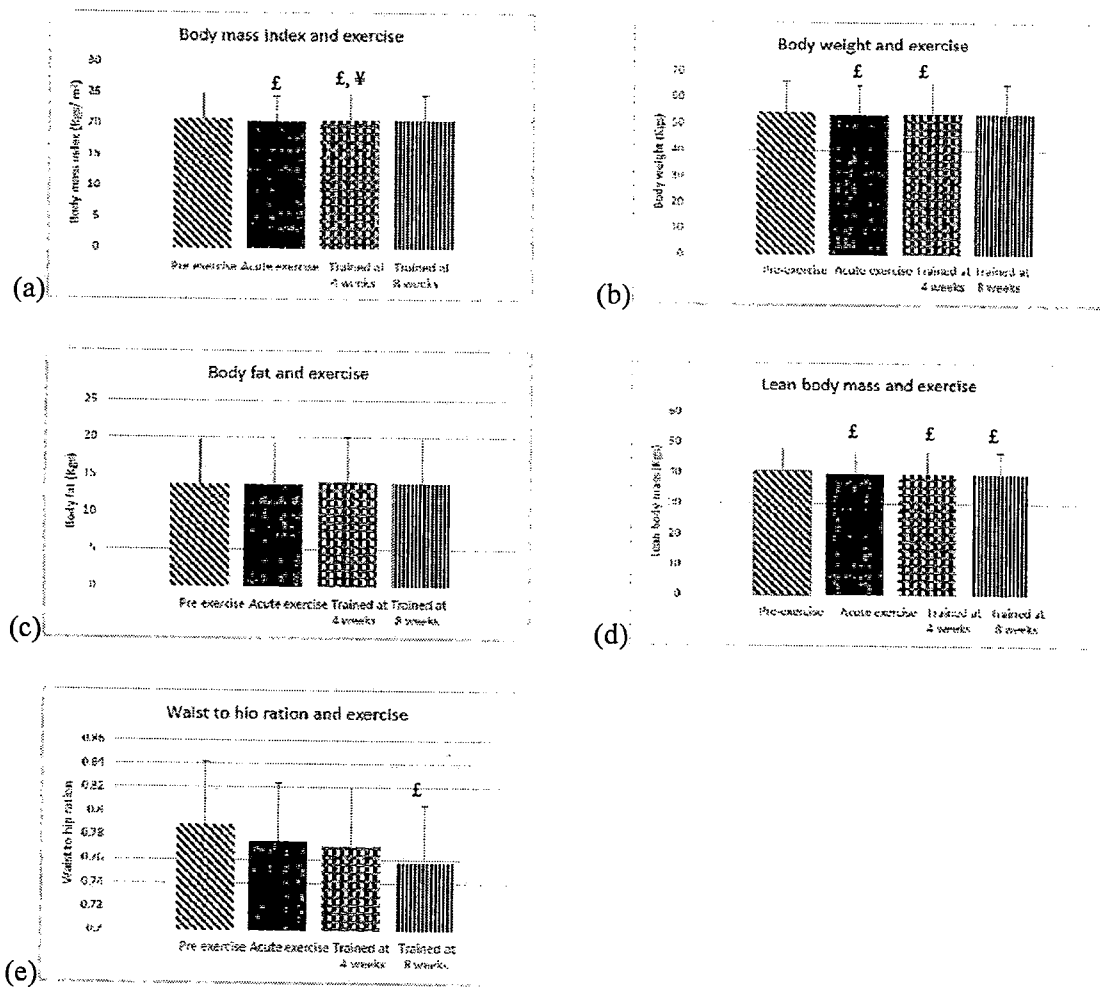 Body mass index and exercise
Body mass index (Kgs/ m²)
30
25
20
15
10
5
0
£
£, ¥
Pre exercise Acute exercise Trained at Trained at
4 weeks 8 weeks
(a)
Body weight and exercise
Body weight (Kgs)
70
60
50
40
30
20
10
0
£
£
Pre-exercise Acute exercise Trained at Trained at
4 weeks 8 weeks
(b)
Body fat and exercise
Body fat (Kgs)
25
20
15
10
5
0
Pre exercise Acute exercise Trained at Trained at
4 weeks 8 weeks
(c)
Lean body mass and exercise
Lean body mass (Kgs)
60
50
40
30
20
10
0
£
£
£
Pre-exercise Acute exercise Trained at Trained at
4 weeks 8 weeks
(d)
Waist to hip ration and exercise
Waist to hip ration
0.86
0.84
0.82
0.8
0.78
0.76
0.74
0.72
0.7
£
Pre exercise Acute exercise Trained at Trained at
4 weeks 8 weeks
(e)